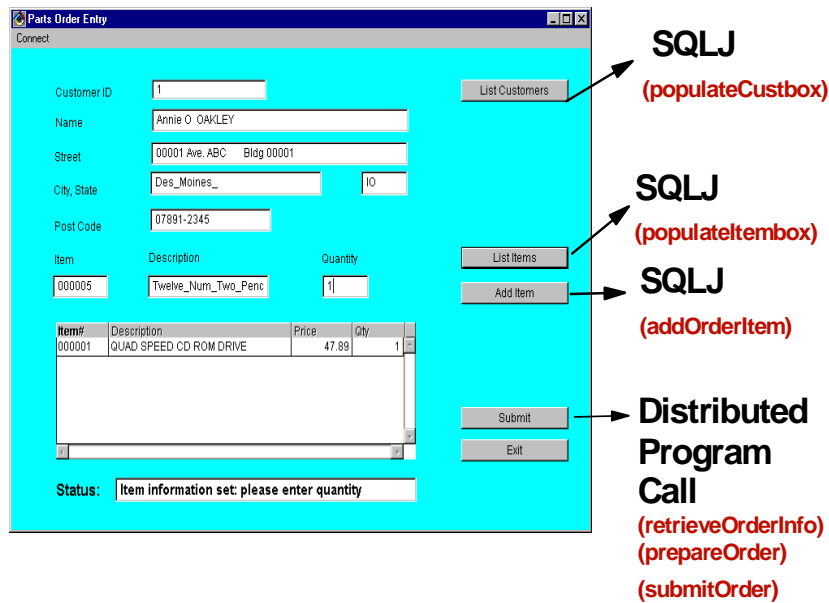 Parts Order Entry
Connect
Customer ID 1 List Customers
Name Annie O OAKLEY
Street 00001 Ave. ABC Bldg 00001
City, State Des_Moines_ IO
Post Code 07891-2345
Item Description Quantity List Items
000005 Twelve_Num_Two_Penc 1 Add Item
Item# Description Price Qty
000001 QUAD SPEED CD ROM DRIVE 47.89 1
Submit
Exit
Status: Item information set: please enter quantity
SQLJ
(populateCustbox)
SQLJ
(populateItembox)
SQLJ
(addOrderItem)
Distributed
Program
Call
(retrieveOrderInfo)
(prepareOrder)
(submitOrder)